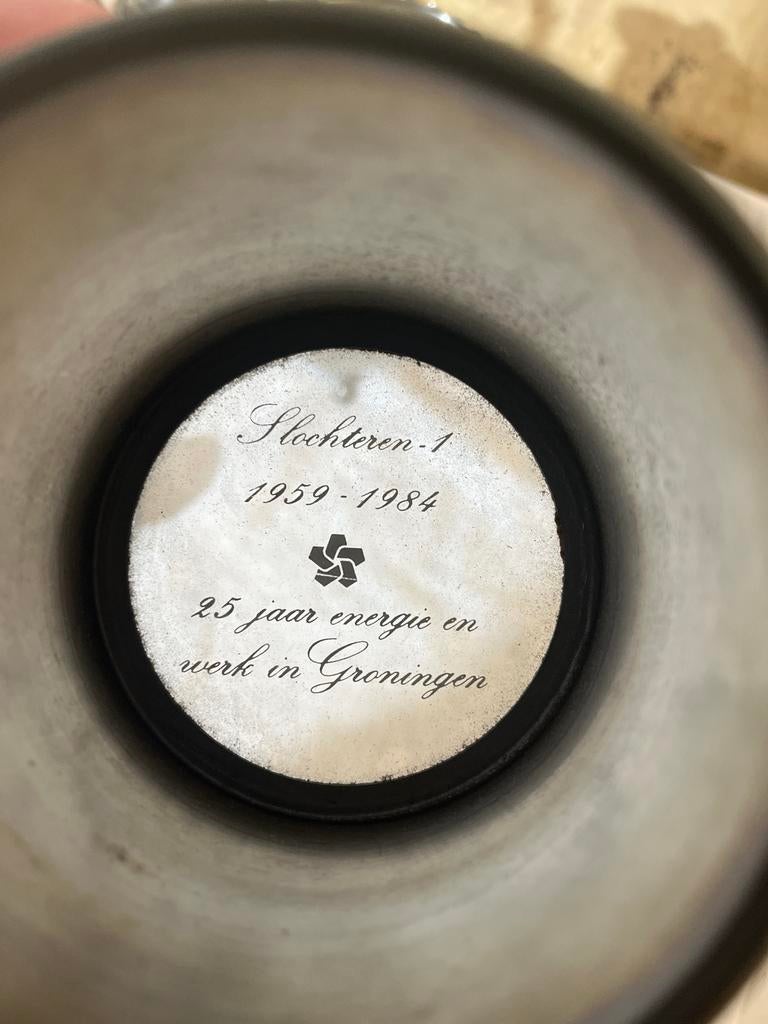 Slochteren-1
1959-1984
25 jaar energie en
werk in Groningen